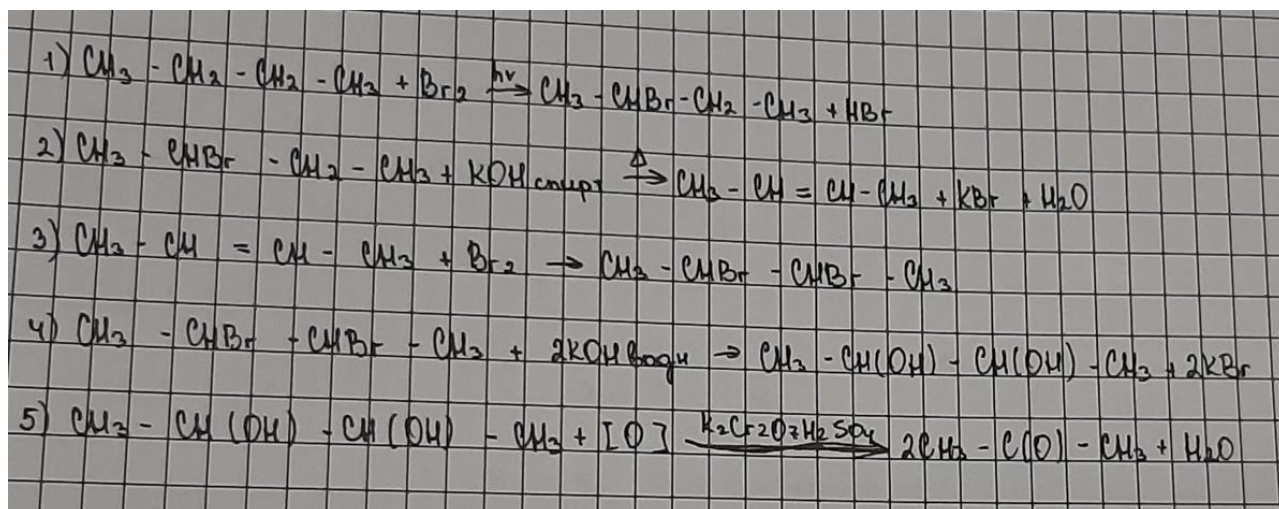 1) CH3 - CH2 - CH2 - CH3 + Br2 hν→ CH3 - CHBr - CH2 - CH3 + HBr
2) CH3 - CHBr - CH2 - CH3 + KOH спирт Δ→ CH3 - CH = CH - CH3 + KBr + H2O
3) CH3 - CH = CH - CH3 + Br2 → CH3 - CHBr - CHBr - CH3
4) CH3 - CHBr - CHBr - CH3 + 2KOH водн → CH3 - CH(OH) - CH(OH) - CH3 + 2KBr
5) CH3 - CH(OH) - CH(OH) - CH3 + [O] K2Cr2O7 H2SO4→ 2CH3 - C(O) - CH3 + H2O